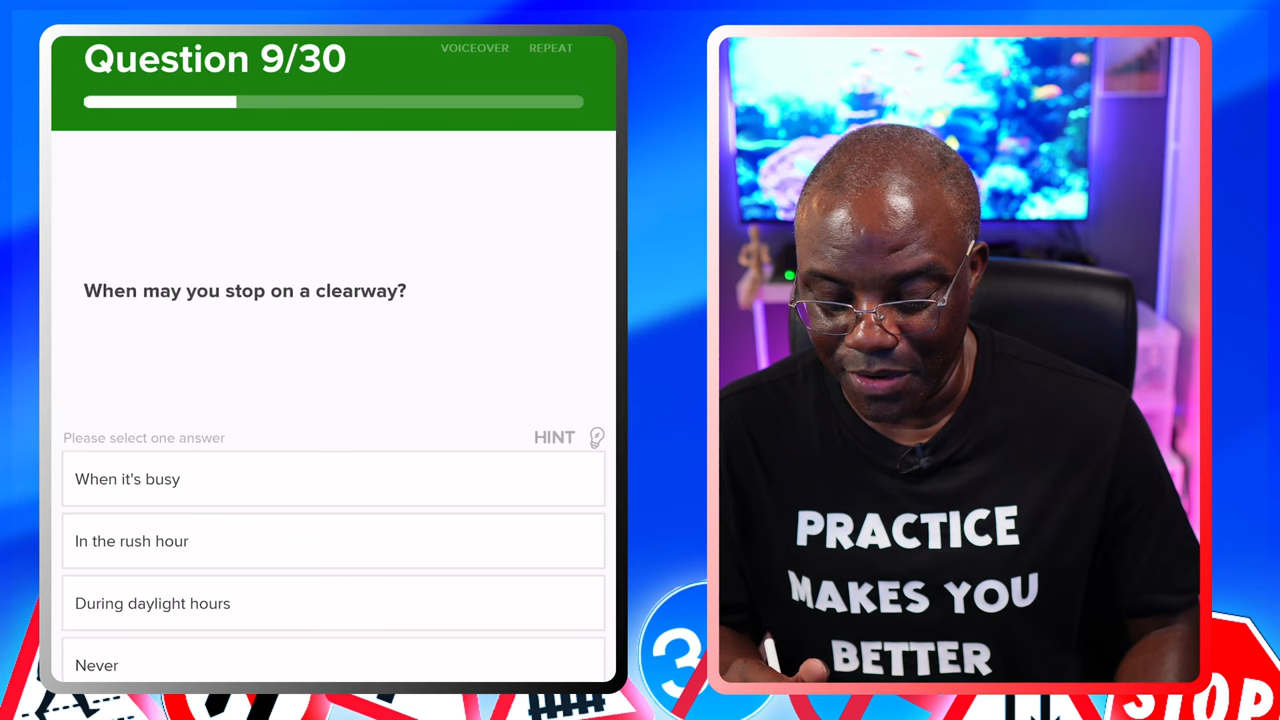 Question 9/30
VOICEOVER REPEAT
When may you stop on a clearway?
Please select one answer
HINT
When it's busy
In the rush hour
During daylight hours
Never
PRACTICE
MAKES YOU
BETTER
3
STOP